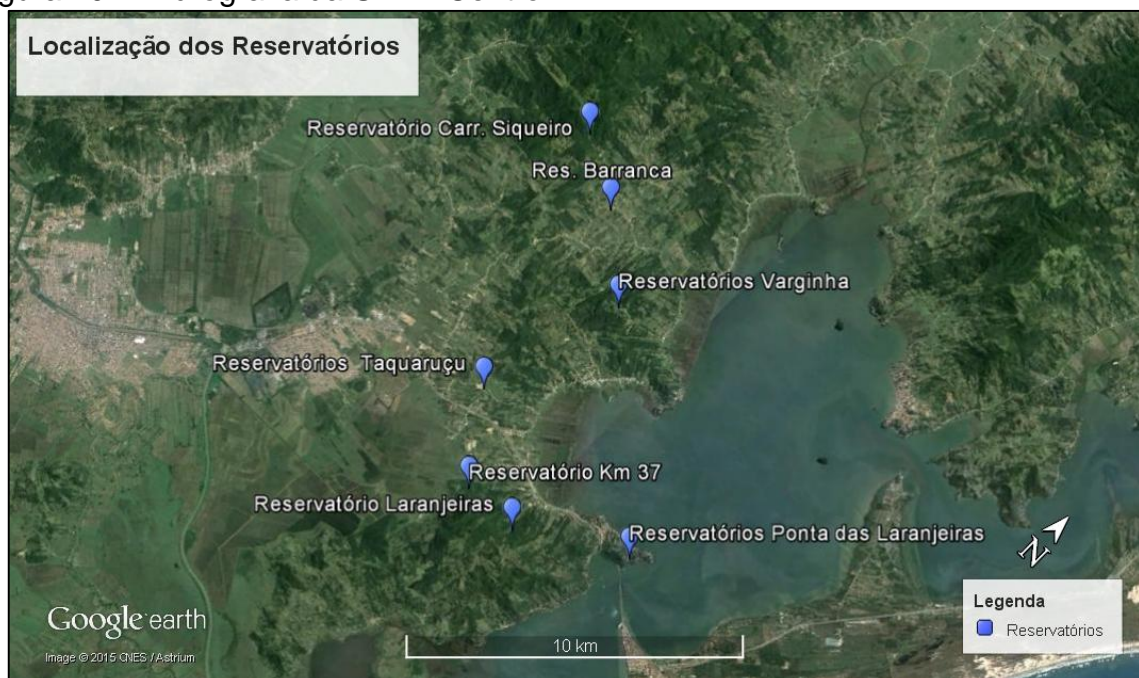 Localização dos Reservatórios
Reservatório Carr. Siqueiro
Res. Barranca
Reservatórios Varginha
Reservatórios Taquaruçu
Reservatório Km 37
Reservatório Laranjeiras
Reservatórios Ponta das Laranjeiras
N
Legenda
Reservatórios
Google earth
Image © 2015 CNES / Astrium
10 km